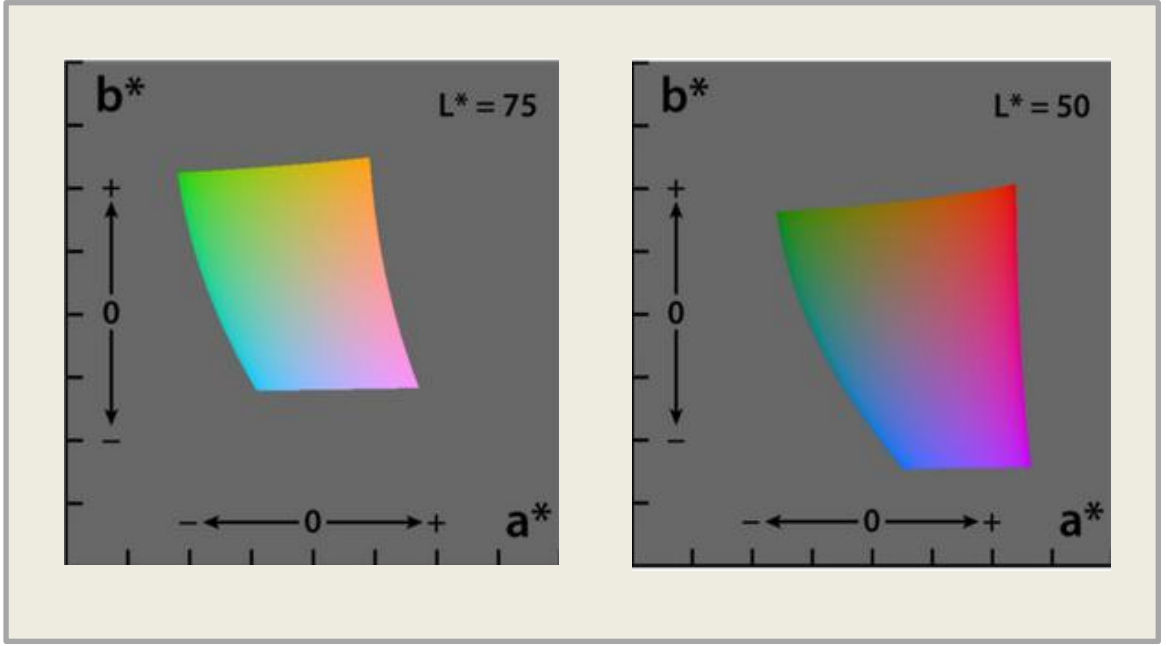 b*
L* = 75
+
0
−
− 0 +
a*
b*
L* = 50
+
0
−
− 0 +
a*